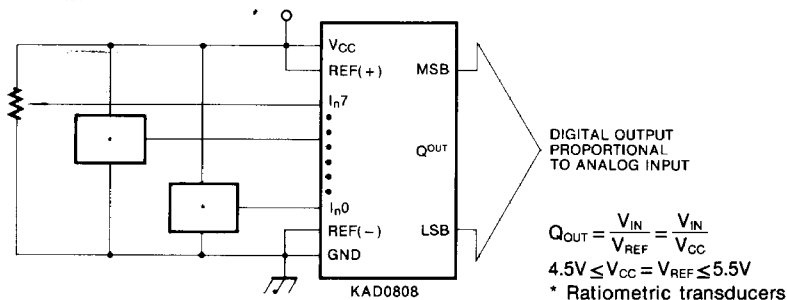 *
VCC
REF(+)
MSB
In7
QOUT
DIGITAL OUTPUT
PROPORTIONAL
TO ANALOG INPUT
*
*
In0
REF(−)
LSB
GND
KAD0808
QOUT = VIN/VREF = VIN/VCC
4.5V ≤ VCC = VREF ≤ 5.5V
* Ratiometric transducers